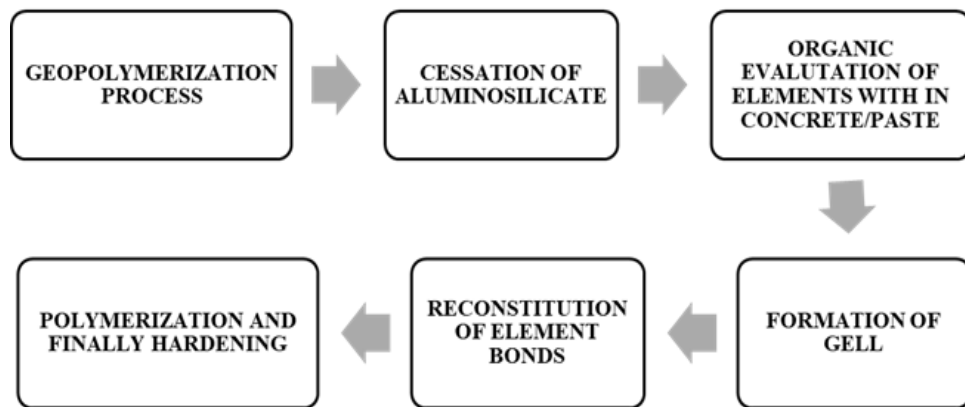 GEOPOLYMERIZATION
PROCESS
CESSATION OF
ALUMINOSILICATE
ORGANIC
EVALUTATION OF
ELEMENTS WITH IN
CONCRETE/PASTE
FORMATION OF
GELL
RECONSTITUTION
OF ELEMENT
BONDS
POLYMERIZATION AND
FINALLY HARDENING